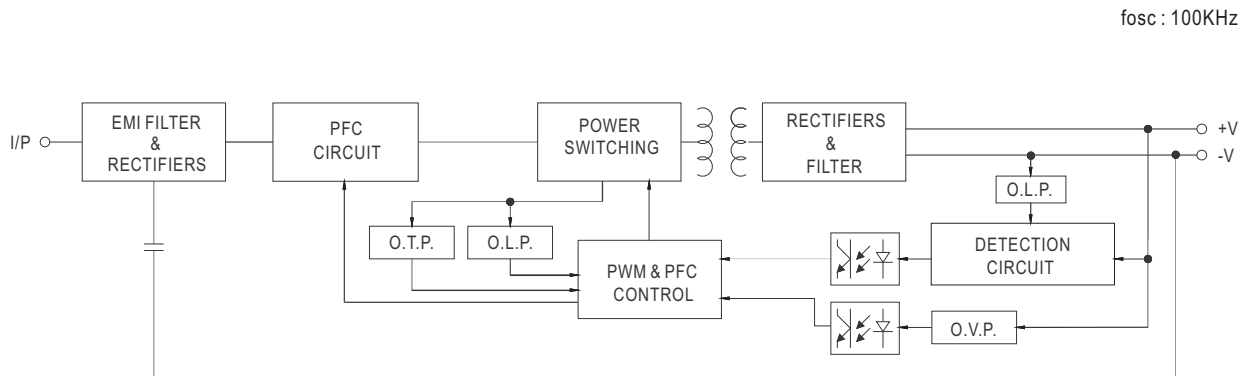 fosc : 100KHz
I/P
EMI FILTER
&
RECTIFIERS
PFC
CIRCUIT
POWER
SWITCHING
RECTIFIERS
&
FILTER
+V
-V
O.L.P.
O.T.P.
O.L.P.
PWM & PFC
CONTROL
DETECTION
CIRCUIT
O.V.P.